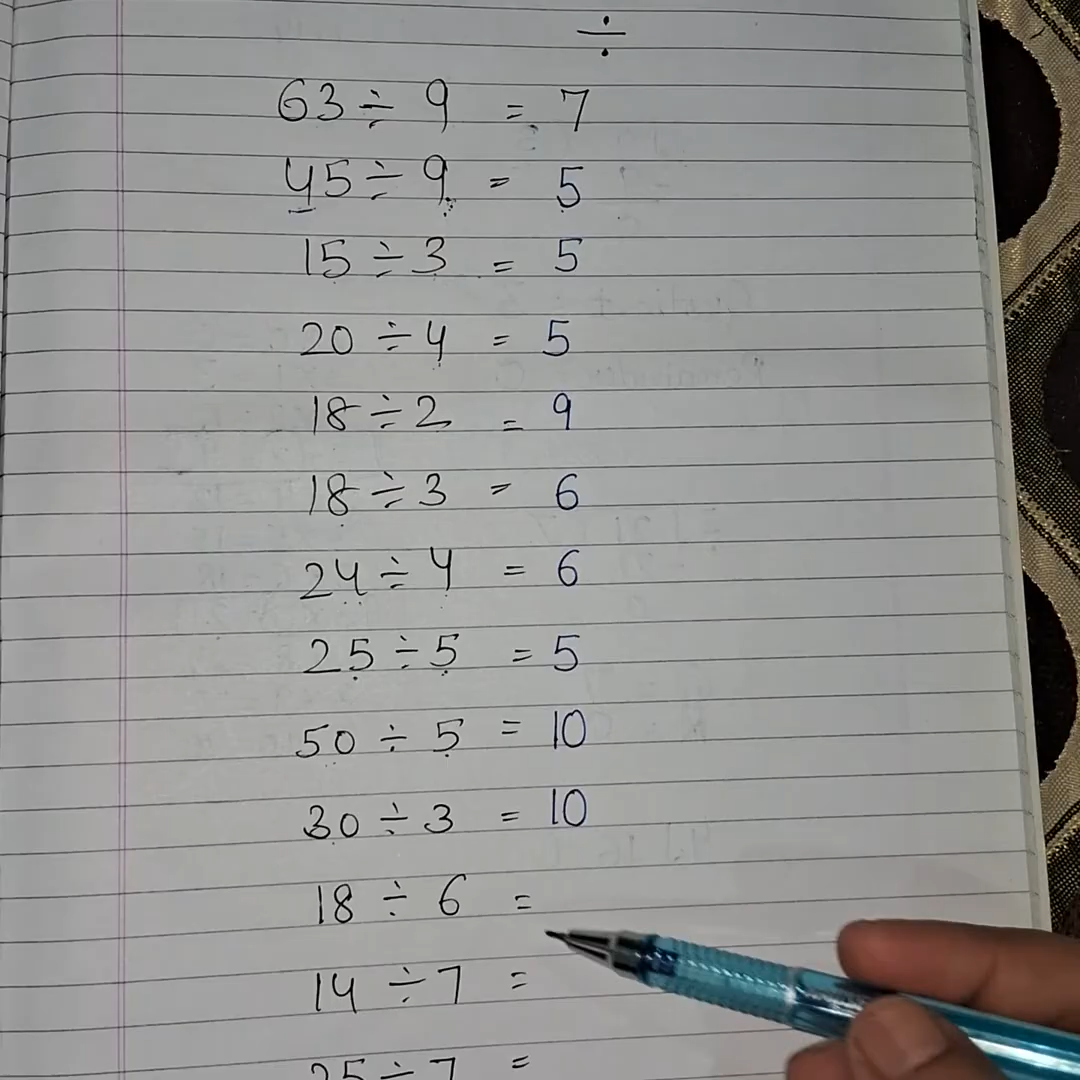 ÷
63 ÷ 9 = 7
45 ÷ 9 = 5
15 ÷ 3 = 5
20 ÷ 4 = 5
18 ÷ 2 = 9
18 ÷ 3 = 6
24 ÷ 4 = 6
25 ÷ 5 = 5
50 ÷ 5 = 10
30 ÷ 3 = 10
18 ÷ 6 =
14 ÷ 7 =
÷ 7 =